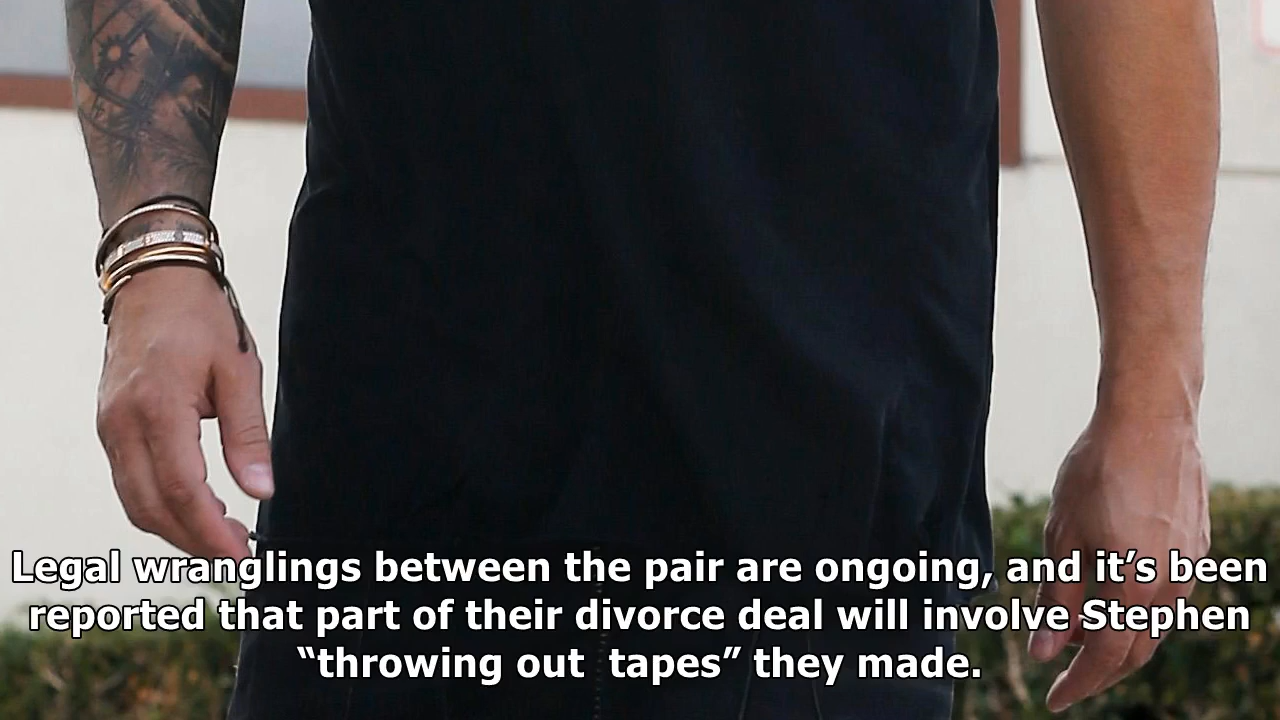 Legal wranglings between the pair are ongoing, and it’s been
reported that part of their divorce deal will involve Stephen
“throwing out  tapes” they made.